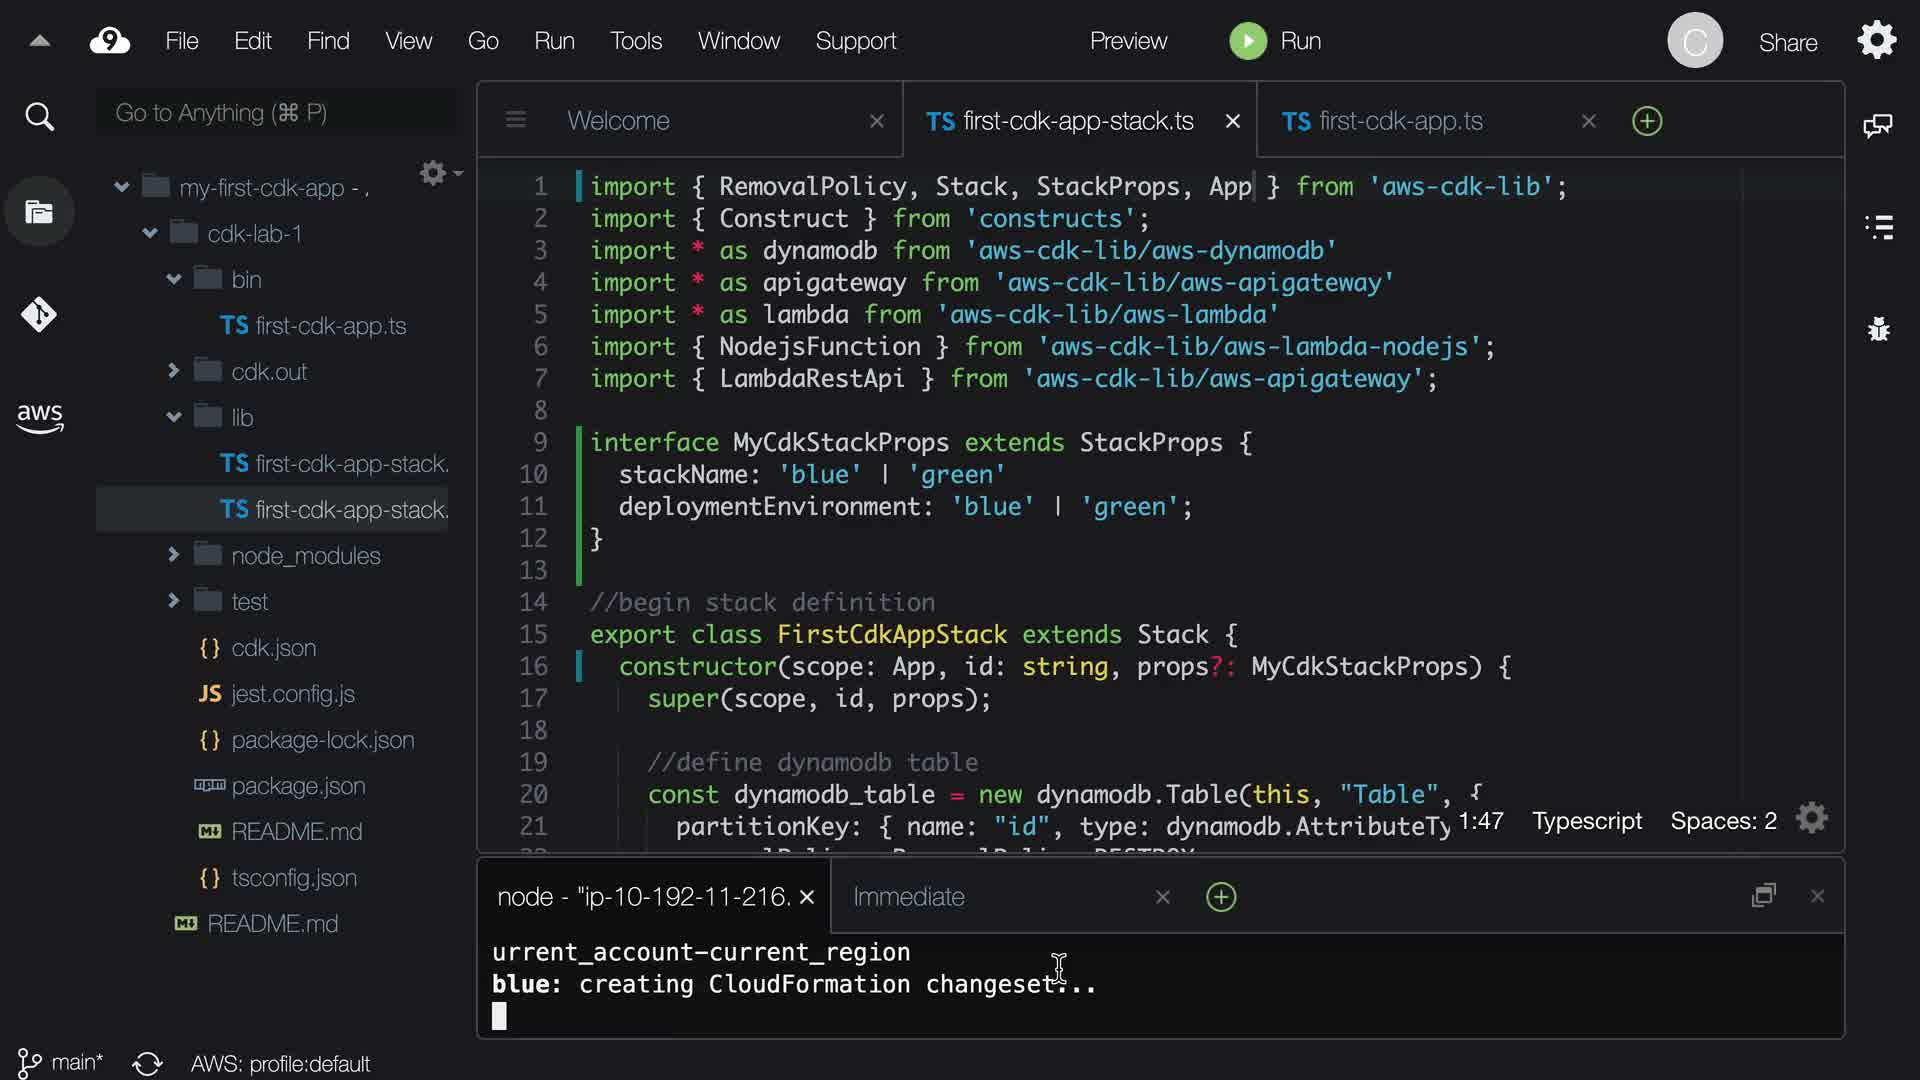 9 File Edit Find View Go Run Tools Window Support Preview Run C Share
Go to Anything (⌘ P)
Welcome
TS first-cdk-app-stack.ts
TS first-cdk-app.ts
my-first-cdk-app - ,
cdk-lab-1
bin
TS first-cdk-app.ts
cdk.out
lib
TS first-cdk-app-stack.
TS first-cdk-app-stack.
node_modules
test
{} cdk.json
JS jest.config.js
{} package-lock.json
package.json
README.md
{} tsconfig.json
README.md
aws
1 import { RemovalPolicy, Stack, StackProps, App } from 'aws-cdk-lib';
2 import { Construct } from 'constructs';
3 import * as dynamodb from 'aws-cdk-lib/aws-dynamodb'
4 import * as apigateway from 'aws-cdk-lib/aws-apigateway'
5 import * as lambda from 'aws-cdk-lib/aws-lambda'
6 import { NodejsFunction } from 'aws-cdk-lib/aws-lambda-nodejs';
7 import { LambdaRestApi } from 'aws-cdk-lib/aws-apigateway';
8
9 interface MyCdkStackProps extends StackProps {
10 stackName: 'blue' | 'green'
11 deploymentEnvironment: 'blue' | 'green';
12 }
13
14 //begin stack definition
15 export class FirstCdkAppStack extends Stack {
16 constructor(scope: App, id: string, props?: MyCdkStackProps) {
17 super(scope, id, props);
18
19 //define dynamodb table
20 const dynamodb_table = new dynamodb.Table(this, "Table", {
21 partitionKey: { name: "id", type: dynamodb.AttributeTy
1:47 Typescript Spaces: 2
node - "ip-10-192-11-216.
Immediate
urrent_account-current_region
blue: creating CloudFormation changeset...
main* AWS: profile:default